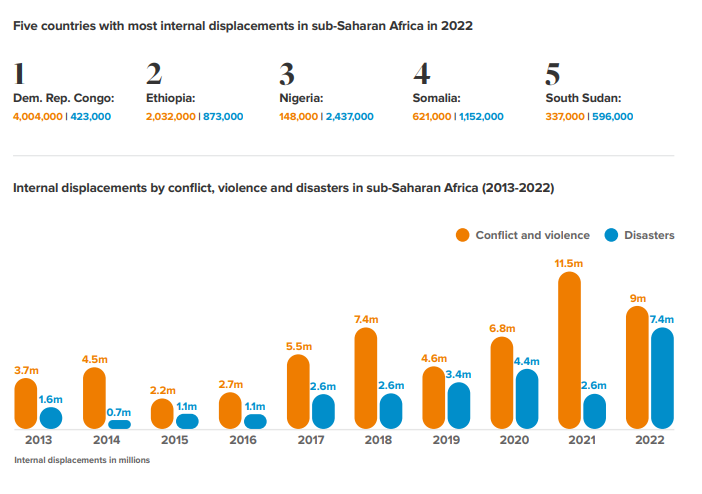 Five countries with most internal displacements in sub-Saharan Africa in 2022
1 2 3 4 5
Dem. Rep. Congo: Ethiopia: Nigeria: Somalia: South Sudan:
4,004,000 | 423,000 2,032,000 | 873,000 148,000 | 2,437,000 621,000 | 1,152,000 337,000 | 596,000
Internal displacements by conflict, violence and disasters in sub-Saharan Africa (2013-2022)
Conflict and violence Disasters
11.5m
9m
7.4m 7.4m
6.8m
5.5m
4.5m 4.6m 4.4m
3.7m 3.4m
2.2m 2.7m 2.6m 2.6m 2.6m
1.6m 0.7m 1.1m 1.1m
2013 2014 2015 2016 2017 2018 2019 2020 2021 2022
Internal displacements in millions